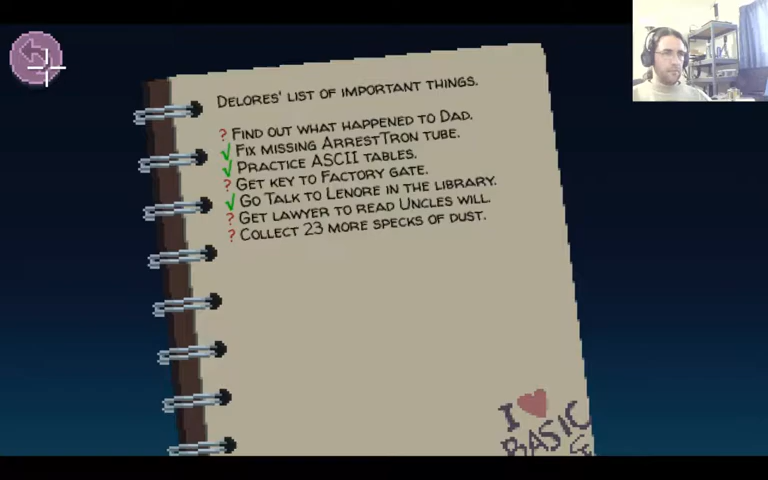 Delores' list of important things.
? Find out what happened to Dad.
√ Fix missing ArrestTron tube.
√ Practice ASCII tables.
? Get key to Factory gate.
√ Go Talk to Lenore in the library.
? Get lawyer to read Uncles will.
? Collect 23 more specks of dust.
I ♥
BASIC